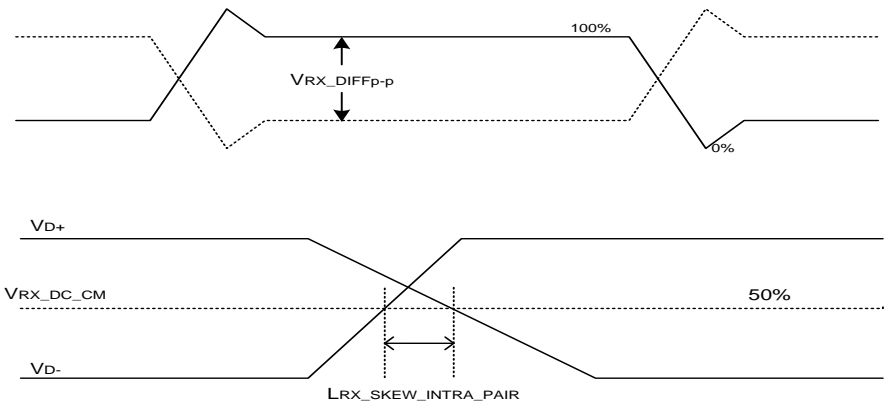 100%
VRX_DIFFp-p
0%
VD+
VRX_DC_CM
50%
VD-
LRX_SKEW_INTRA_PAIR